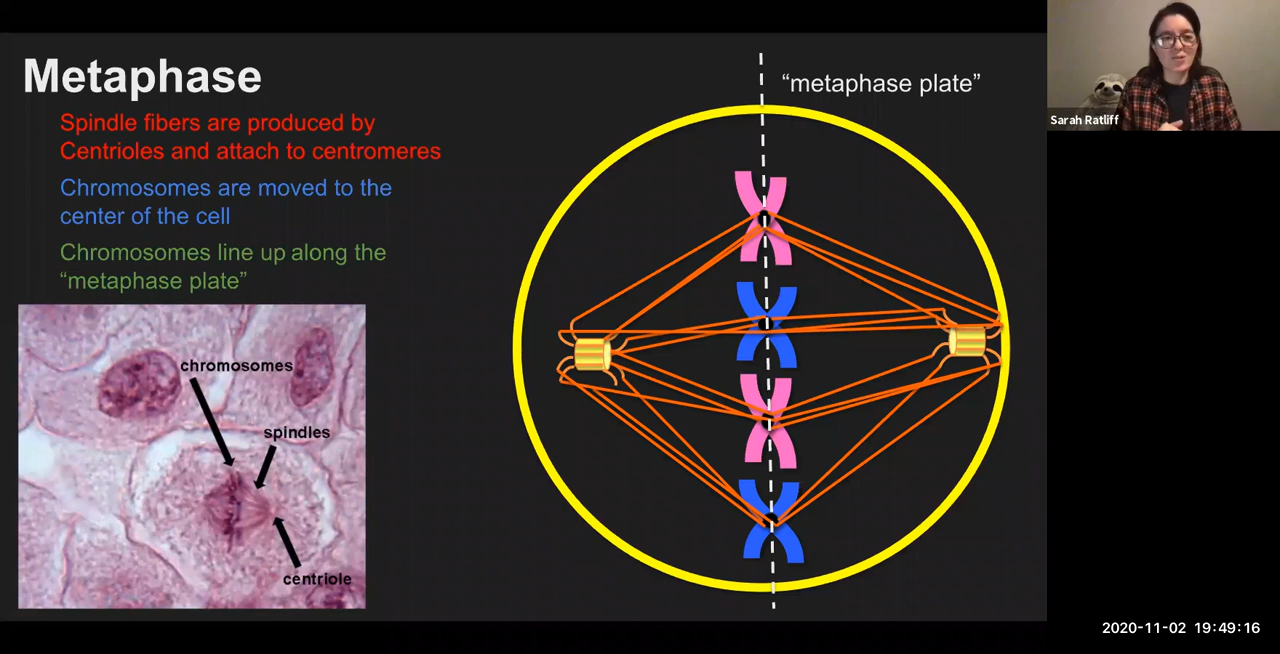 Metaphase
Spindle fibers are produced by
Centrioles and attach to centromeres
Chromosomes are moved to the
center of the cell
Chromosomes line up along the
“metaphase plate”
chromosomes
spindles
centriole
“metaphase plate”
Sarah Ratliff
2020-11-02 19:49:16